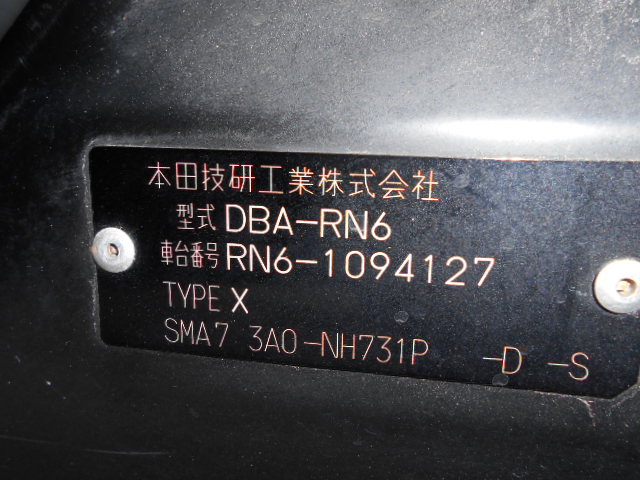 本田技研工業株式会社
型式 DBA-RN6
車台番号 RN6-1094127
TYPE X
SMA7 3A0-NH731P -D -S